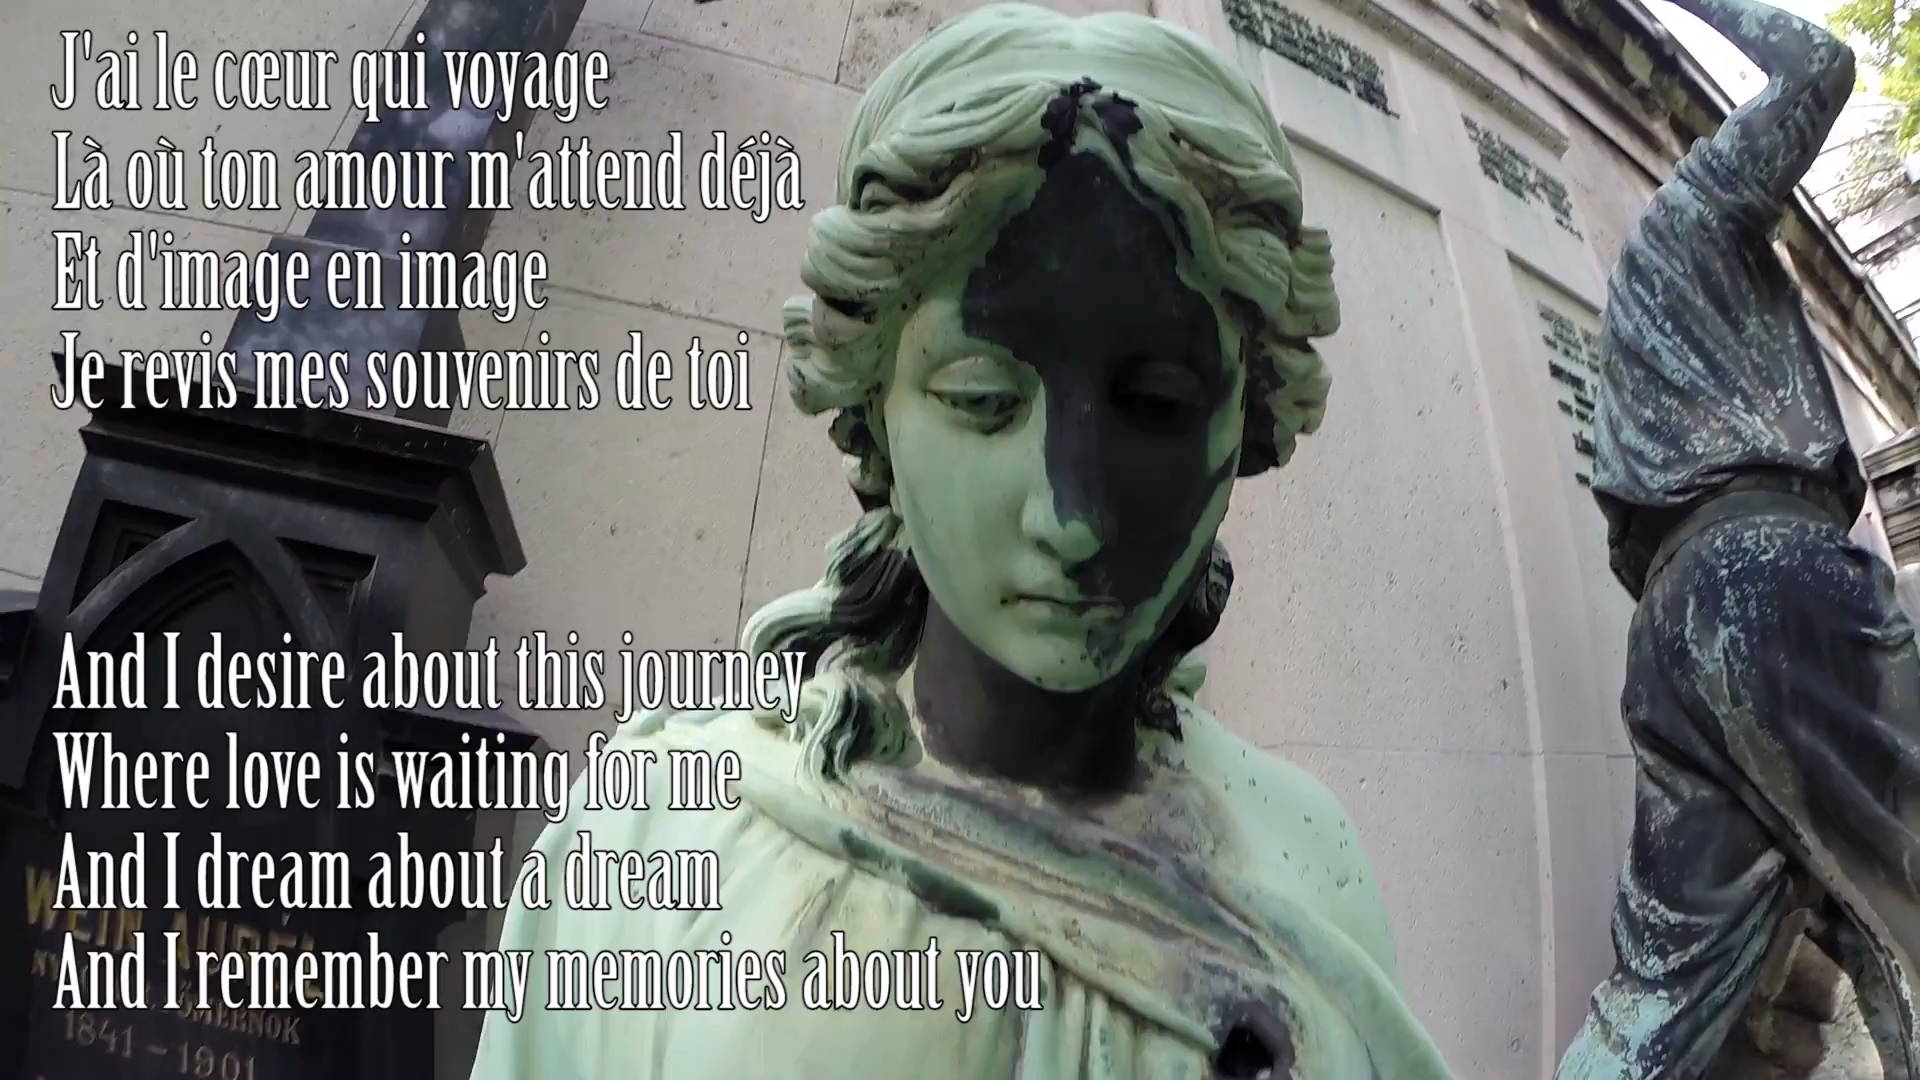 J'ai le cœur qui voyage
Là où ton amour m'attend déjà
Et d'image en image
Je revis mes souvenirs de toi
And I desire about this journey
Where love is waiting for me
And I dream about a dream
And I remember my memories about you
1841 - 1901